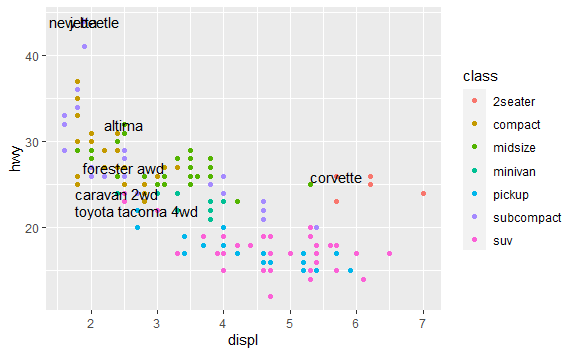 new beetle
jetta
altima
forester awd
corvette
caravan 2wd
toyota tacoma 4wd
40
30
20
hwy
2 3 4 5 6 7
displ
class
2seater
compact
midsize
minivan
pickup
subcompact
suv